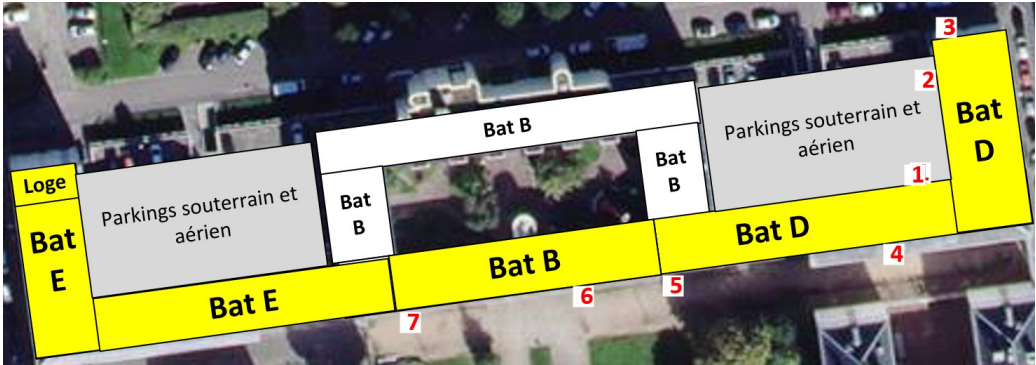 3
2
Bat B
Parkings souterrain et
aérien
Bat
D
Loge
Parkings souterrain et
aérien
Bat
B
Bat
B
1.
Bat
E
Bat D
Bat B
4
Bat E
5
6
7